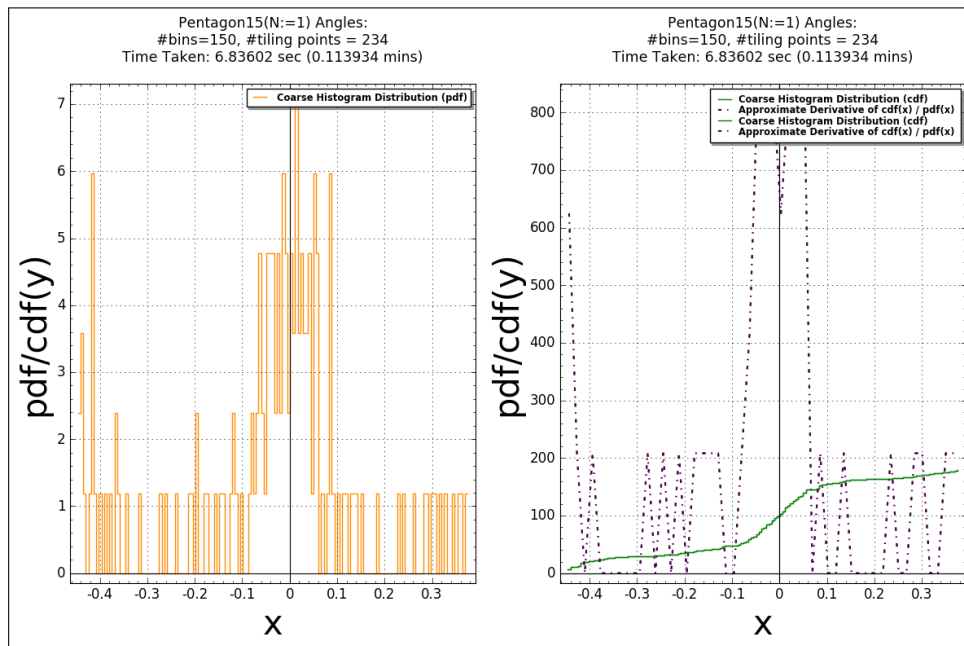 Pentagon15(N:=1) Angles:
#bins=150, #tiling points = 234
Time Taken: 6.83602 sec (0.113934 mins)
Coarse Histogram Distribution (pdf)
7
6
5
4
3
2
1
0
pdf/cdf(y)
-0.4 -0.3 -0.2 -0.1 0 0.1 0.2 0.3
x
Pentagon15(N:=1) Angles:
#bins=150, #tiling points = 234
Time Taken: 6.83602 sec (0.113934 mins)
Coarse Histogram Distribution (cdf)
Approximate Derivative of cdf(x) / pdf(x)
Coarse Histogram Distribution (cdf)
Approximate Derivative of cdf(x) / pdf(x)
800
700
600
500
400
300
200
100
0
pdf/cdf(y)
-0.4 -0.3 -0.2 -0.1 0 0.1 0.2 0.3
x